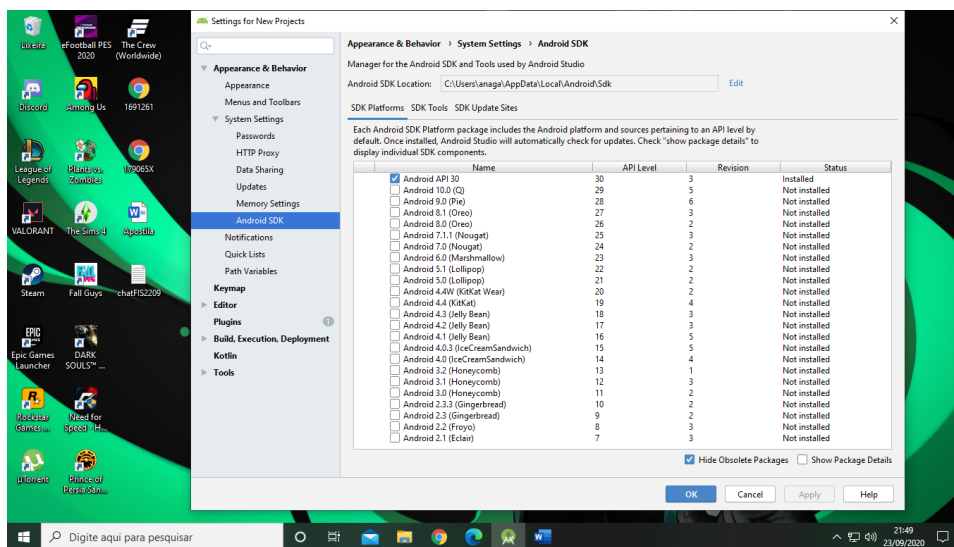 Lixeira
eFootball PES
2020
The Crew
(Worldwide)
Discord
Among Us
1691261
League of
Legends
Plants vs.
Zombies
179065X
VALORANT
The Sims 4
Apostila
Steam
Fall Guys
chatFIS2209
Epic Games
Launcher
DARK
SOULS™ ...
Rockstar
Games ...
Need for
Speed - H...
µTorrent
Prince of
Persia San...
Settings for New Projects
Appearance & Behavior
Appearance
Menus and Toolbars
System Settings
Passwords
HTTP Proxy
Data Sharing
Updates
Memory Settings
Android SDK
Notifications
Quick Lists
Path Variables
Keymap
Editor
Plugins 1
Build, Execution, Deployment
Kotlin
Tools
Appearance & Behavior › System Settings › Android SDK
Manager for the Android SDK and Tools used by Android Studio
Android SDK Location: C:\Users\anaga\AppData\Local\Android\Sdk Edit
SDK Platforms SDK Tools SDK Update Sites
Each Android SDK Platform package includes the Android platform and sources pertaining to an API level by
default. Once installed, Android Studio will automatically check for updates. Check "show package details" to
display individual SDK components.
Name API Level Revision Status
Android API 30 30 3 Installed
Android 10.0 (Q) 29 5 Not installed
Android 9.0 (Pie) 28 6 Not installed
Android 8.1 (Oreo) 27 3 Not installed
Android 8.0 (Oreo) 26 2 Not installed
Android 7.1.1 (Nougat) 25 3 Not installed
Android 7.0 (Nougat) 24 2 Not installed
Android 6.0 (Marshmallow) 23 3 Not installed
Android 5.1 (Lollipop) 22 2 Not installed
Android 5.0 (Lollipop) 21 2 Not installed
Android 4.4W (KitKat Wear) 20 2 Not installed
Android 4.4 (KitKat) 19 4 Not installed
Android 4.3 (Jelly Bean) 18 3 Not installed
Android 4.2 (Jelly Bean) 17 3 Not installed
Android 4.1 (Jelly Bean) 16 5 Not installed
Android 4.0.3 (IceCreamSandwich) 15 5 Not installed
Android 4.0 (IceCreamSandwich) 14 4 Not installed
Android 3.2 (Honeycomb) 13 1 Not installed
Android 3.1 (Honeycomb) 12 3 Not installed
Android 3.0 (Honeycomb) 11 2 Not installed
Android 2.3.3 (Gingerbread) 10 2 Not installed
Android 2.3 (Gingerbread) 9 2 Not installed
Android 2.2 (Froyo) 8 3 Not installed
Android 2.1 (Eclair) 7 3 Not installed
Hide Obsolete Packages Show Package Details
OK Cancel Apply Help
Digite aqui para pesquisar
21:49
23/09/2020